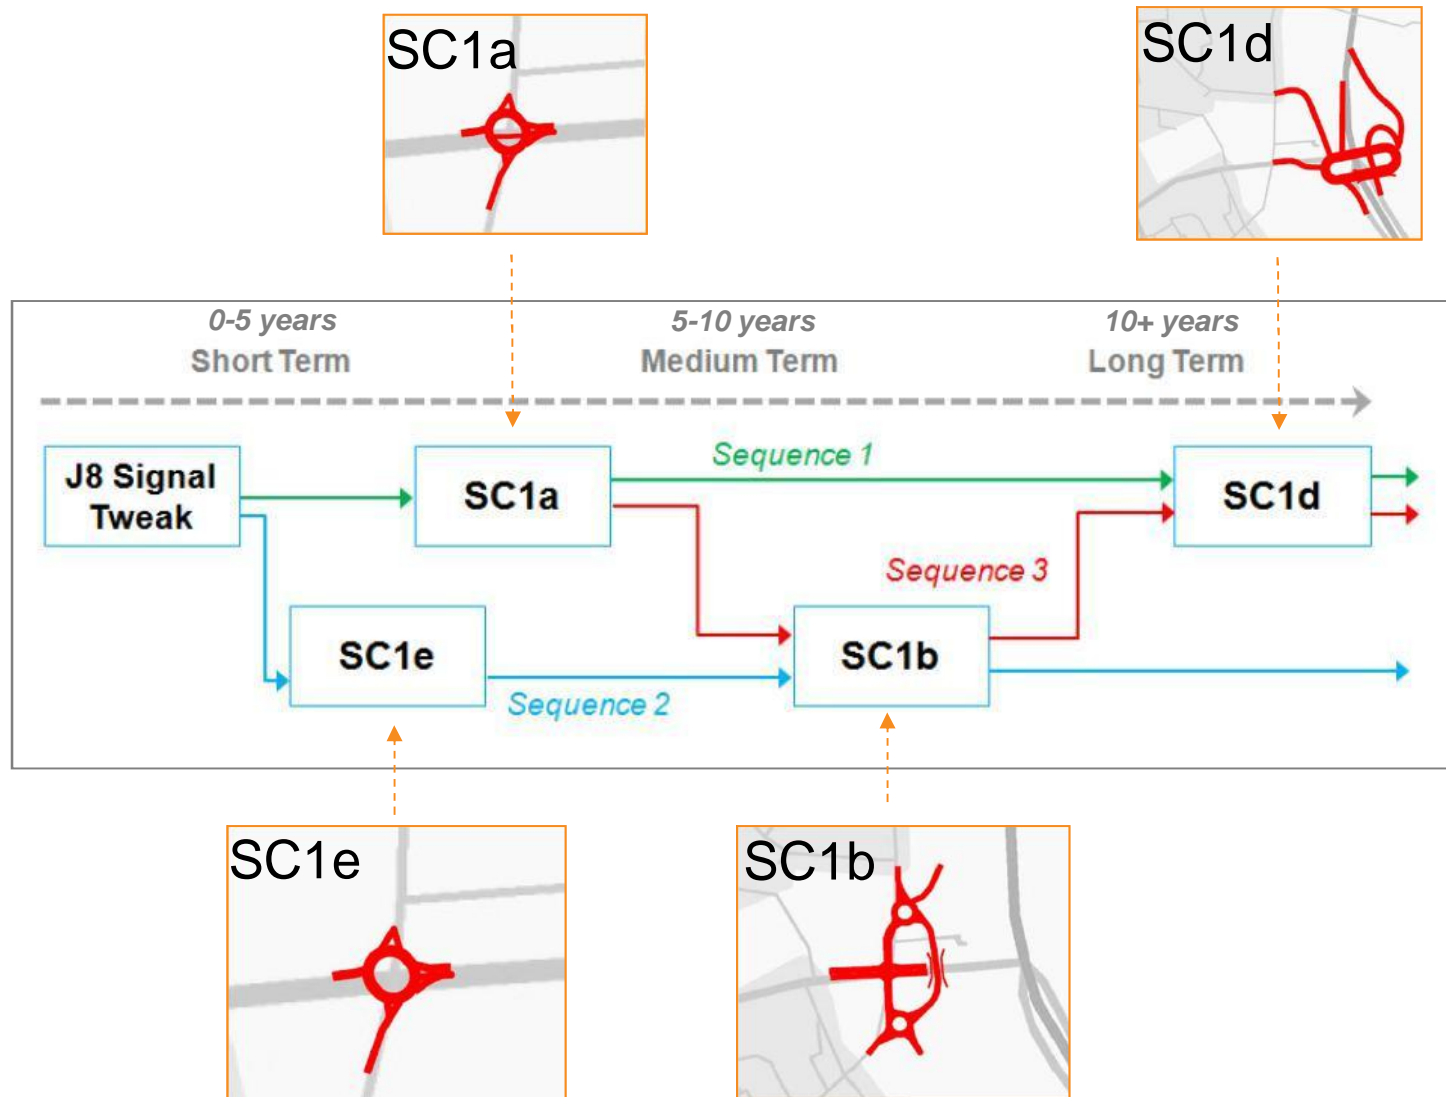 SC1a
SC1d
0-5 years
5-10 years
10+ years
Short Term
Medium Term
Long Term
Sequence 1
J8 Signal
Tweak
SC1a
SC1d
Sequence 3
SC1e
SC1b
Sequence 2
SC1e
SC1b